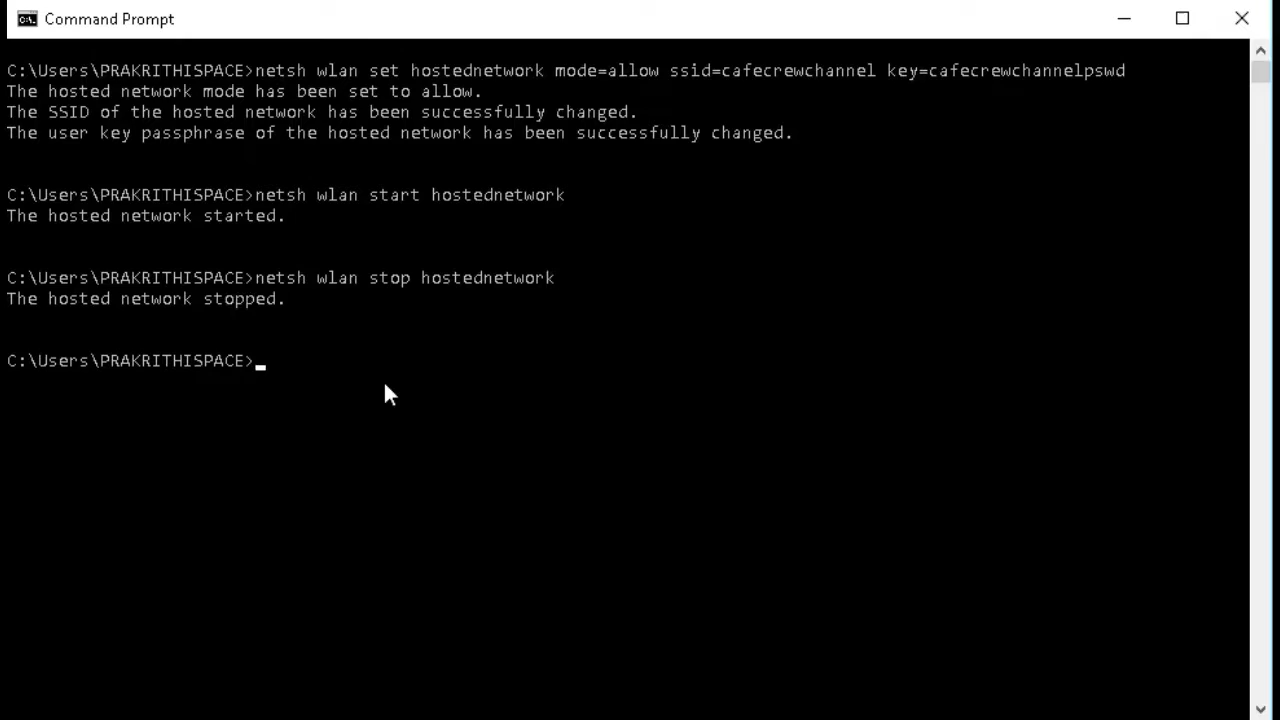 Command Prompt
C:\Users\PRAKRITHISPACE>netsh wlan set hostednetwork mode=allow ssid=cafecrewchannel key=cafecrewchannelpswd
The hosted network mode has been set to allow.
The SSID of the hosted network has been successfully changed.
The user key passphrase of the hosted network has been successfully changed.
C:\Users\PRAKRITHISPACE>netsh wlan start hostednetwork
The hosted network started.
C:\Users\PRAKRITHISPACE>netsh wlan stop hostednetwork
The hosted network stopped.
C:\Users\PRAKRITHISPACE>